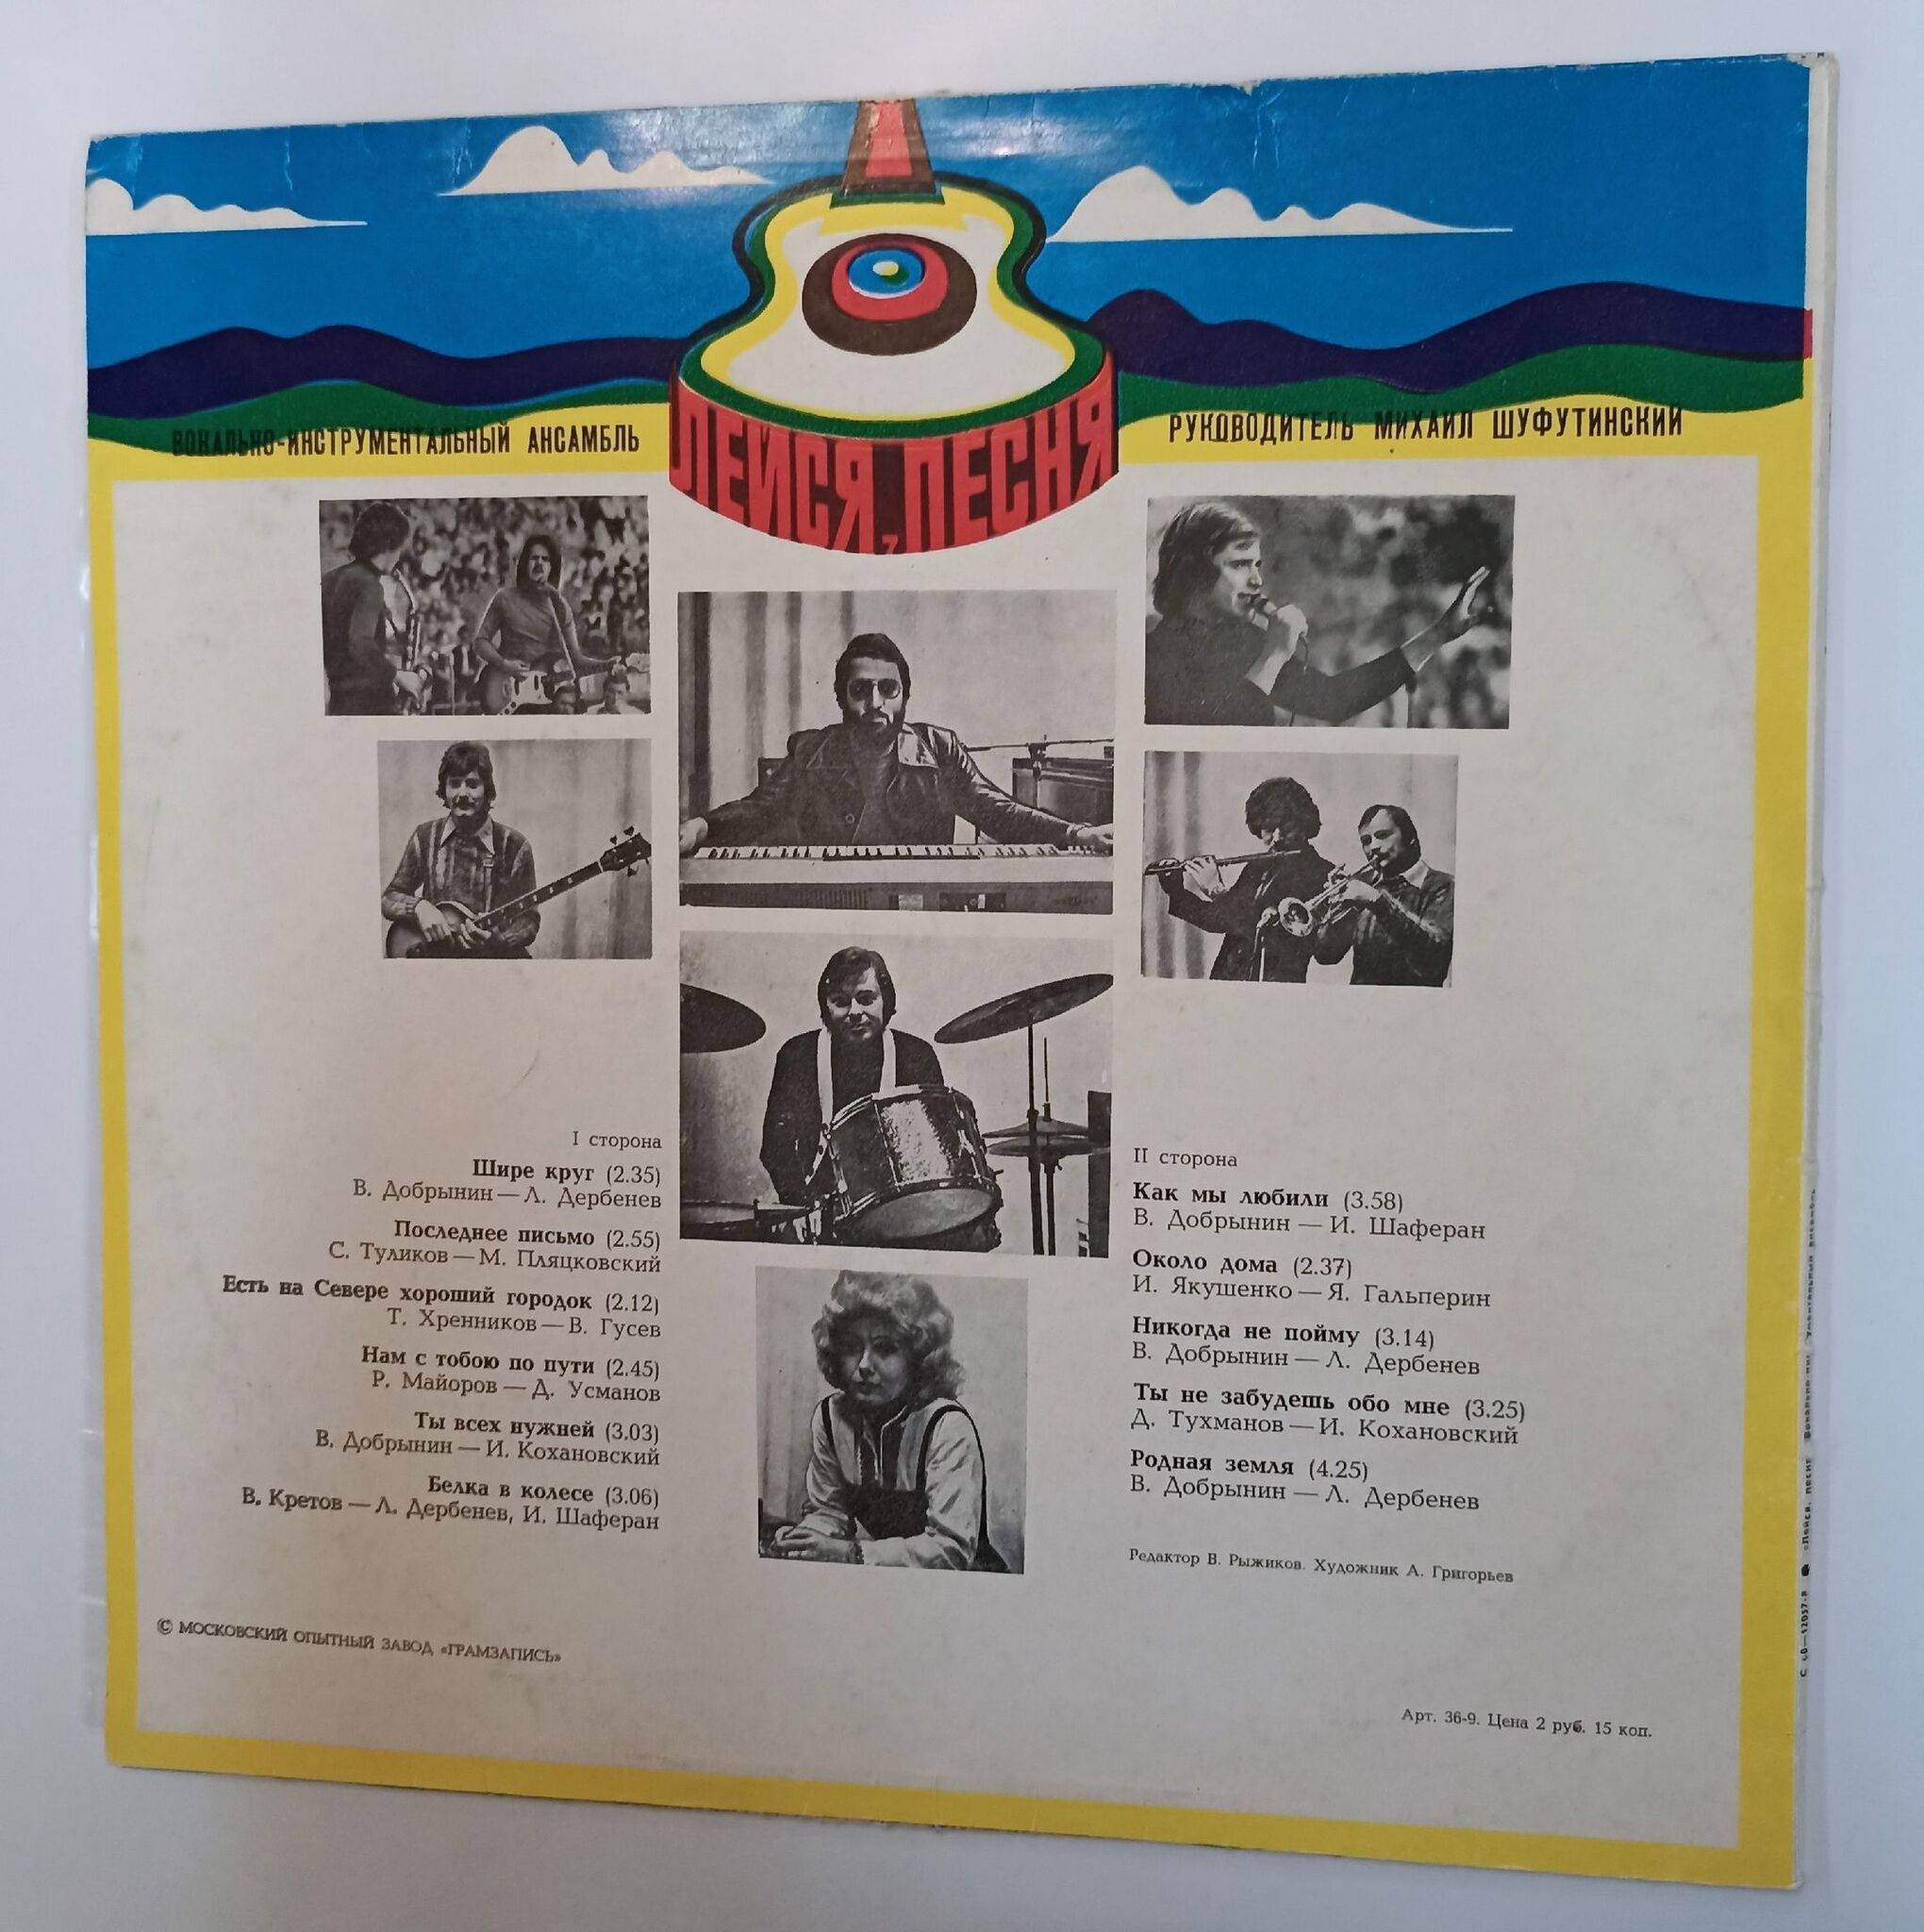 ВОКАЛЬНО-ИНСТРУМЕНТАЛЬНЫЙ АНСАМБЛЬ
ЛЕЙСЯ, ПЕСНЯ
РУКОВОДИТЕЛЬ МИХАИЛ ШУФУТИНСКИЙ
I сторона
Шире круг (2.35)
В. Добрынин — Л. Дербенев
Последнее письмо (2.55)
С. Туликов — М. Пляцковский
Есть на Севере хороший городок (2.12)
Т. Хренников — В. Гусев
Нам с тобою по пути (2.45)
Р. Майоров — Д. Усманов
Ты всех нужней (3.03)
В. Добрынин — И. Кохановский
Белка в колесе (3.06)
В. Кретов — Л. Дербенев, И. Шаферан
II сторона
Как мы любили (3.58)
В. Добрынин — И. Шаферан
Около дома (2.37)
И. Якушенко — Я. Гальперин
Никогда не пойму (3.14)
В. Добрынин — Л. Дербенев
Ты не забудешь обо мне (3.25)
Д. Тухманов — И. Кохановский
Родная земля (4.25)
В. Добрынин — Л. Дербенев
Редактор В. Рыжиков. Художник А. Григорьев
© МОСКОВСКИЙ ОПЫТНЫЙ ЗАВОД «ГРАМЗАПИСЬ»
Арт. 36-9. Цена 2 руб. 15 коп.